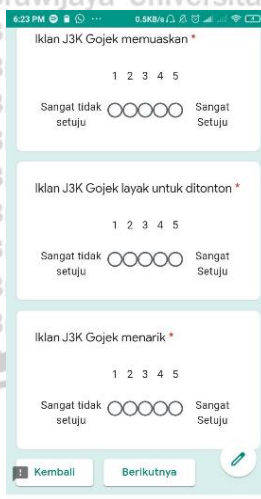 6:23 PM ... 0.5KB/s
Iklan J3K Gojek memuaskan *
1 2 3 4 5
Sangat tidak setuju
Sangat Setuju
Iklan J3K Gojek layak untuk ditonton *
1 2 3 4 5
Sangat tidak setuju
Sangat Setuju
Iklan J3K Gojek menarik *
1 2 3 4 5
Sangat tidak setuju
Sangat Setuju
Kembali
Berikutnya